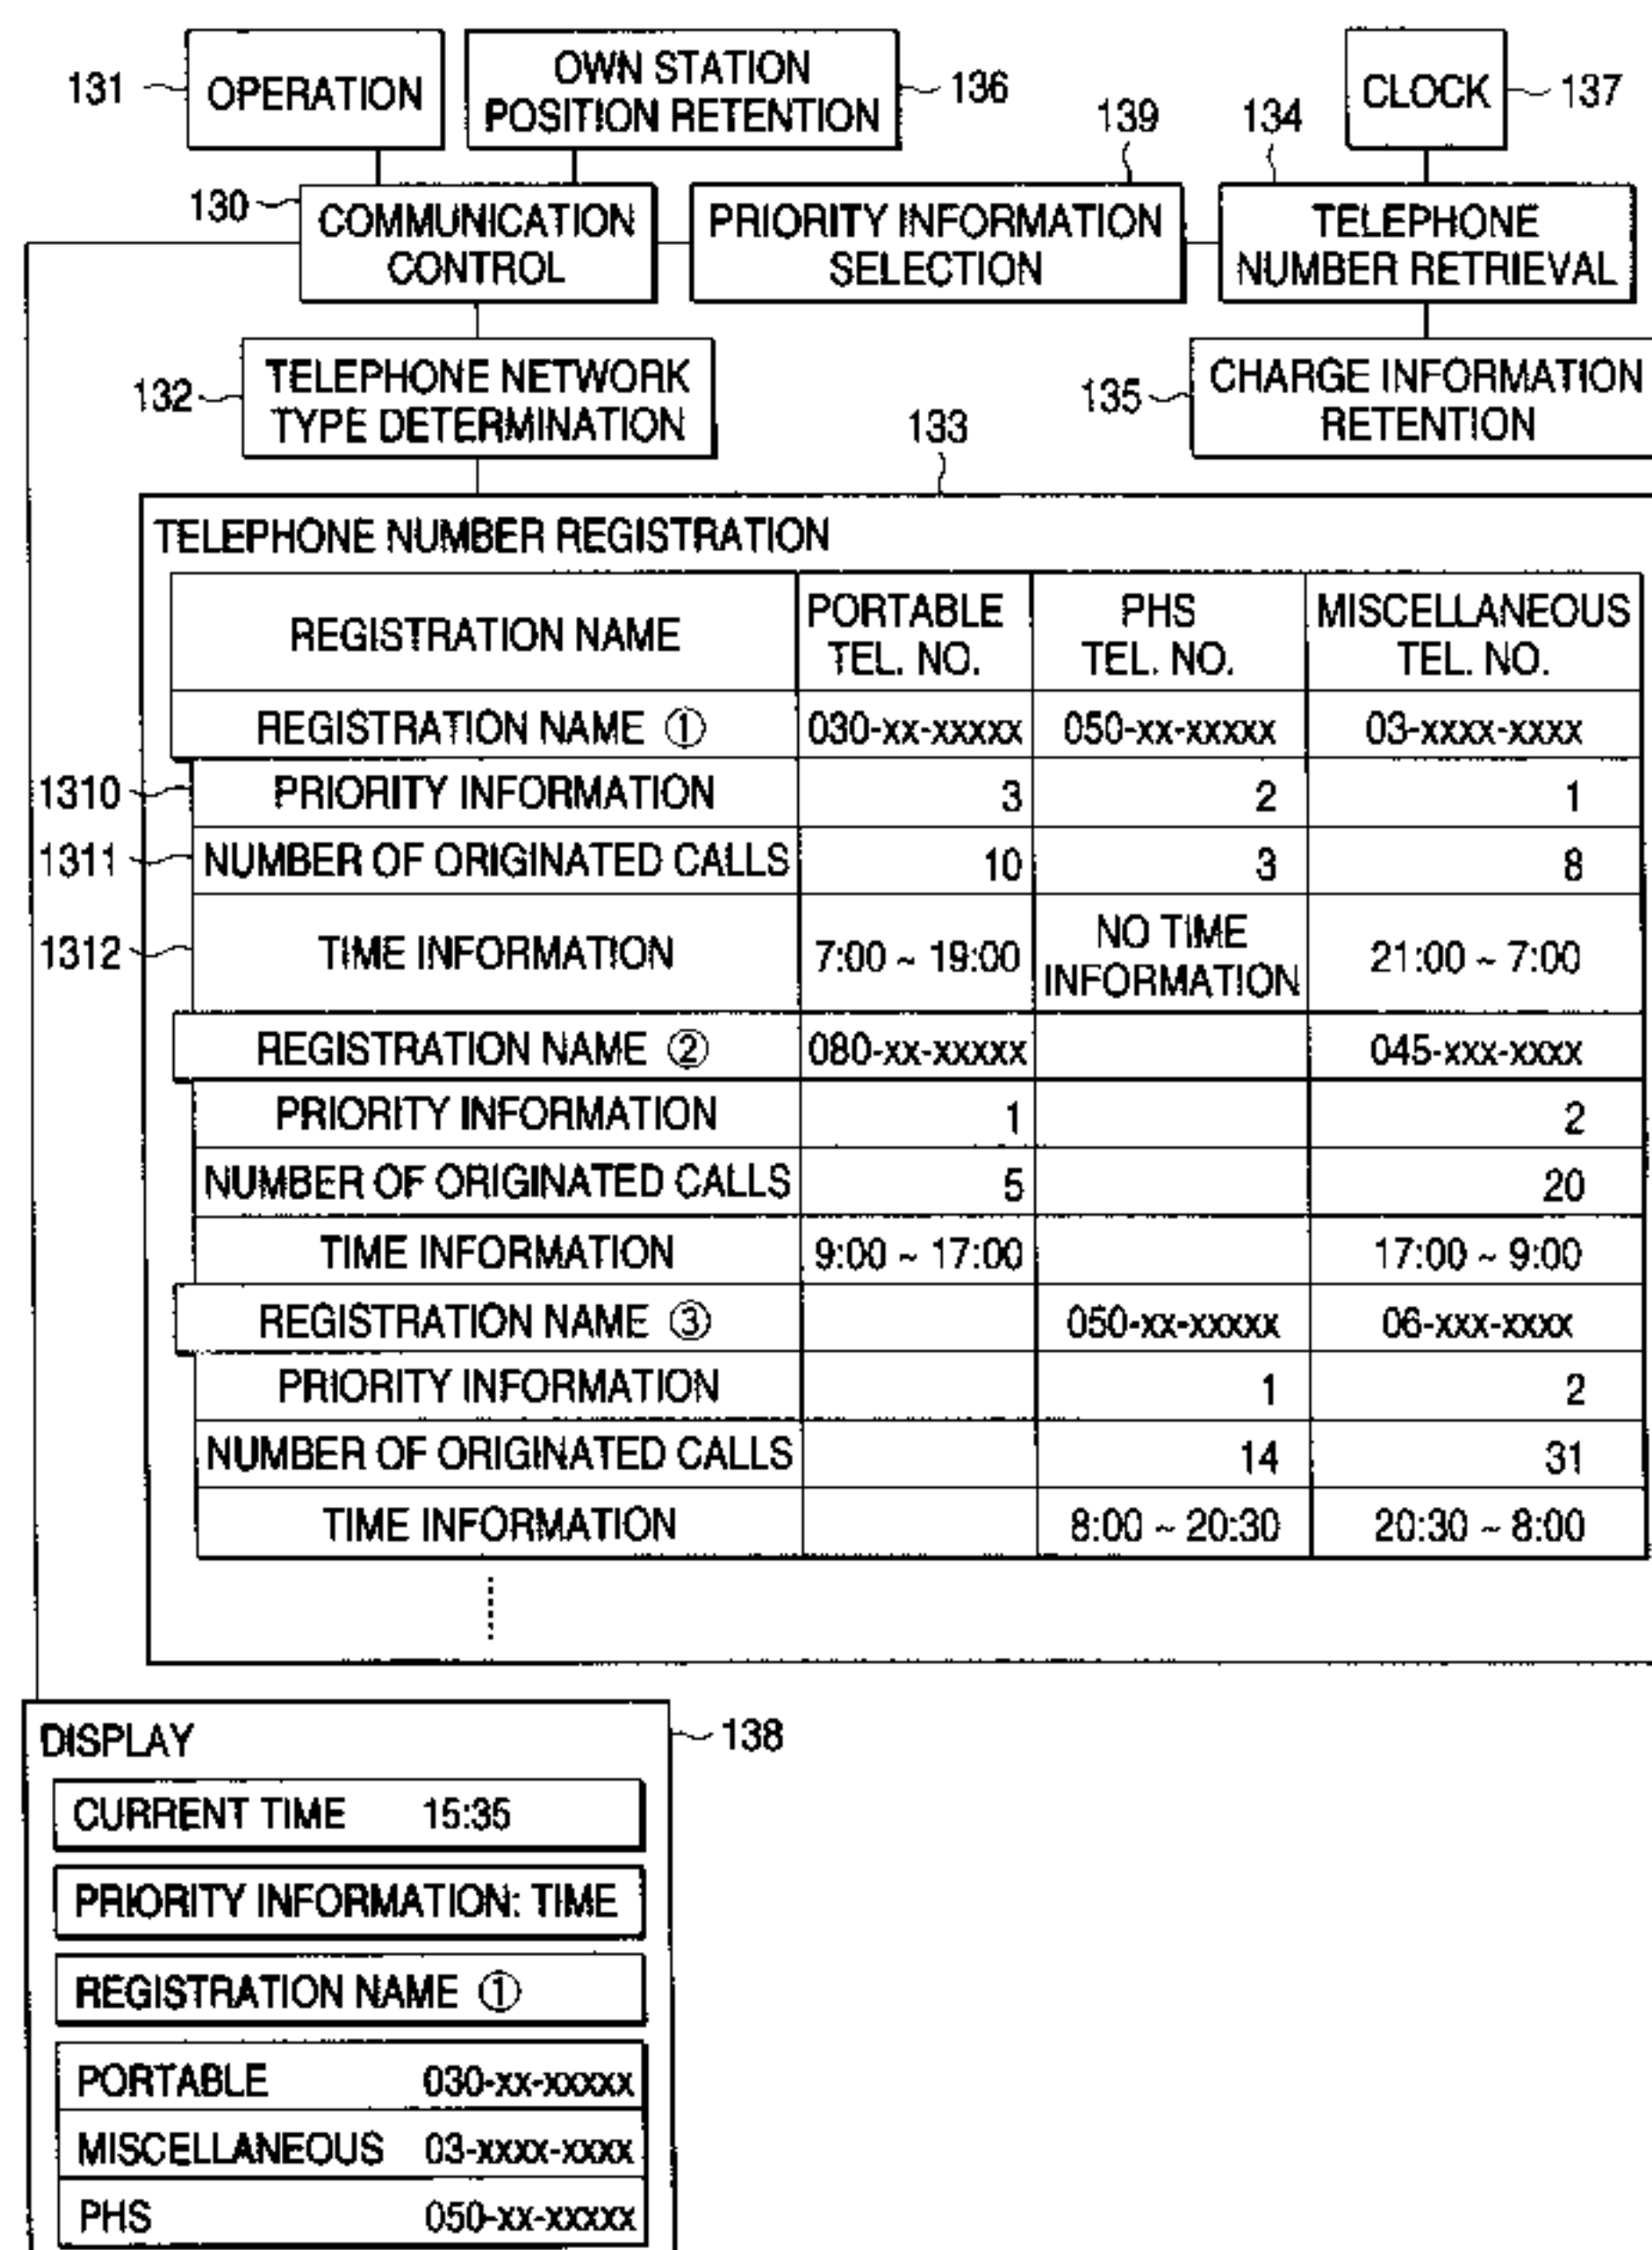 131 OPERATION
OWN STATION
POSITION RETENTION 136
CLOCK 137
139
134
130 COMMUNICATION
CONTROL
PRIORITY INFORMATION
SELECTION
TELEPHONE
NUMBER RETRIEVAL
132 TELEPHONE NETWORK
TYPE DETERMINATION
135 CHARGE INFORMATION
RETENTION
133
TELEPHONE NUMBER REGISTRATION
REGISTRATION NAME
PORTABLE
TEL. NO.
PHS
TEL. NO.
MISCELLANEOUS
TEL. NO.
REGISTRATION NAME ① 030-xx-xxxxx 050-xx-xxxxx 03-xxxx-xxxx
1310 PRIORITY INFORMATION 3 2 1
1311 NUMBER OF ORIGINATED CALLS 10 3 8
1312 TIME INFORMATION 7:00 ~ 19:00
NO TIME
INFORMATION
21:00 ~ 7:00
REGISTRATION NAME ② 080-xx-xxxxx 045-xxx-xxxx
PRIORITY INFORMATION 1 2
NUMBER OF ORIGINATED CALLS 5 20
TIME INFORMATION 9:00 ~ 17:00 17:00 ~ 9:00
REGISTRATION NAME ③ 050-xx-xxxxx 06-xxx-xxxx
PRIORITY INFORMATION 1 2
NUMBER OF ORIGINATED CALLS 14 31
TIME INFORMATION 8:00 ~ 20:30 20:30 ~ 8:00
DISPLAY 138
CURRENT TIME 15:35
PRIORITY INFORMATION: TIME
REGISTRATION NAME ①
PORTABLE 030-xx-xxxxx
MISCELLANEOUS 03-xxxx-xxxx
PHS 050-xx-xxxxx